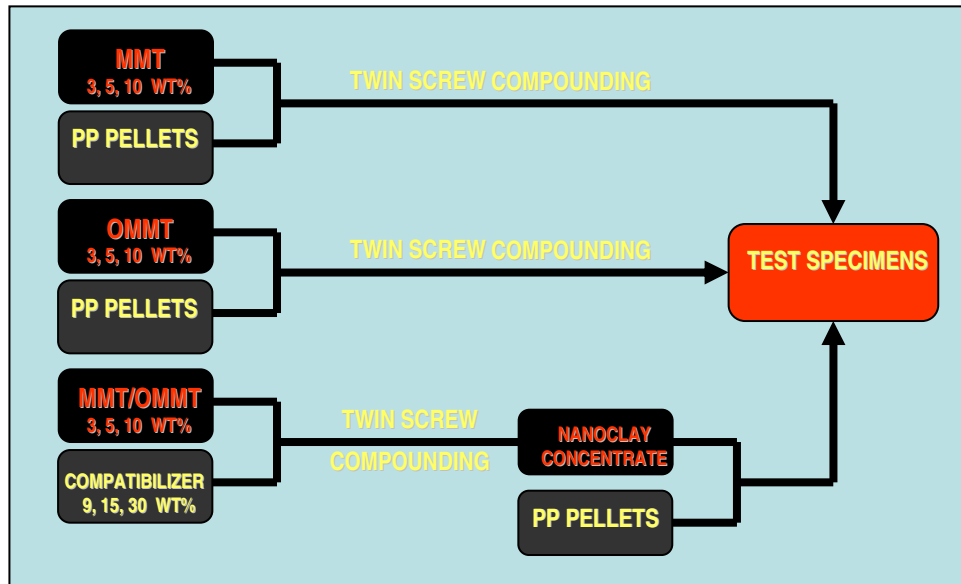 MMT
3, 5, 10 WT%
PP PELLETS
TWIN SCREW COMPOUNDING
OMMT
3, 5, 10 WT%
PP PELLETS
TWIN SCREW COMPOUNDING
TEST SPECIMENS
MMT/OMMT
3, 5, 10 WT%
COMPATIBILIZER
9, 15, 30 WT%
TWIN SCREW
COMPOUNDING
NANOCLAY
CONCENTRATE
PP PELLETS